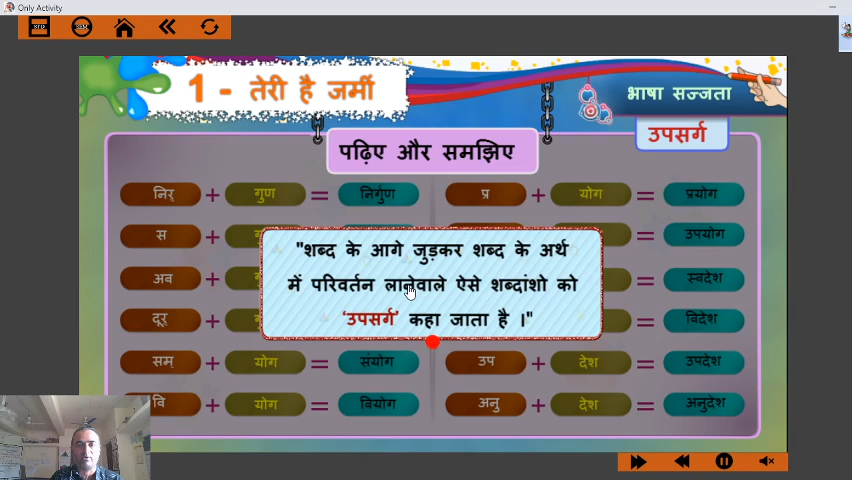 Only Activity
1 - तेरी है जमीं
भाषा सज्जता
उपसर्ग
पढ़िए और समझिए
निर् + गुण = निर्गुण
प्र + योग = प्रयोग
स +
= उपयोग
अव +
= स्वदेश
दूर् +
= विदेश
"शब्द के आगे जुड़कर शब्द के अर्थ
में परिवर्तन लानेवाले ऐसे शब्दांशो को
'उपसर्ग' कहा जाता है ।"
सम् + योग = संयोग
उप + देश = उपदेश
वि + योग = वियोग
अनु + देश = अनुदेश